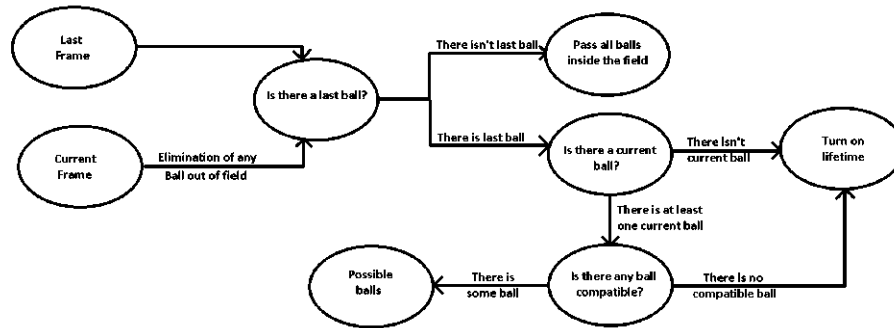 Last
Frame
Is there a last ball?
There isn't last ball
Pass all balls
inside the field
Current
Frame
Elimination of any
Ball out of field
There is last ball
Is there a current
ball?
There isn't
current ball
Turn on
lifetime
There is at least
one current ball
Possible
balls
There is
some ball
Is there any ball
compatible?
There is no
compatible ball